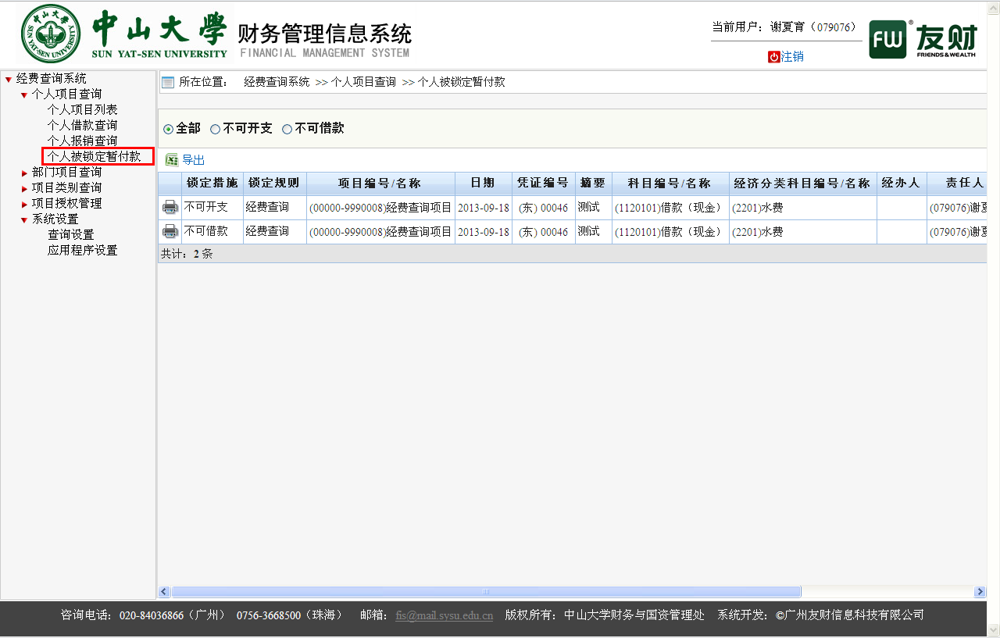 中山大学
SUN YAT-SEN UNIVERSITY
财务管理信息系统
FINANCIAL MANAGEMENT SYSTEM
当前用户：谢夏育（079076）
注销
FW ® 友财
FRIENDS&WEALTH
经费查询系统
个人项目查询
个人项目列表
个人借款查询
个人报销查询
个人被锁定暂付款
部门项目查询
项目类别查询
项目授权管理
系统设置
查询设置
应用程序设置
所在位置： 经费查询系统 >> 个人项目查询 >> 个人被锁定暂付款
全部 不可开支 不可借款
导出
锁定措施 锁定规则 项目编号/名称 日期 凭证编号 摘要 科目编号/名称 经济分类科目编号/名称 经办人 责任人
不可开支 经费查询 (00000-9990008)经费查询项目 2013-09-18 (东) 00046 测试 (1120101)借款（现金） (2201)水费 (079076)谢夏
不可借款 经费查询 (00000-9990008)经费查询项目 2013-09-18 (东) 00046 测试 (1120101)借款（现金） (2201)水费 (079076)谢夏
共计：2 条
咨询电话：020-84036866（广州） 0756-3668500（珠海） 邮箱：fis@mail.sysu.edu.cn 版权所有：中山大学财务与国资管理处 系统开发：©广州友财信息科技有限公司